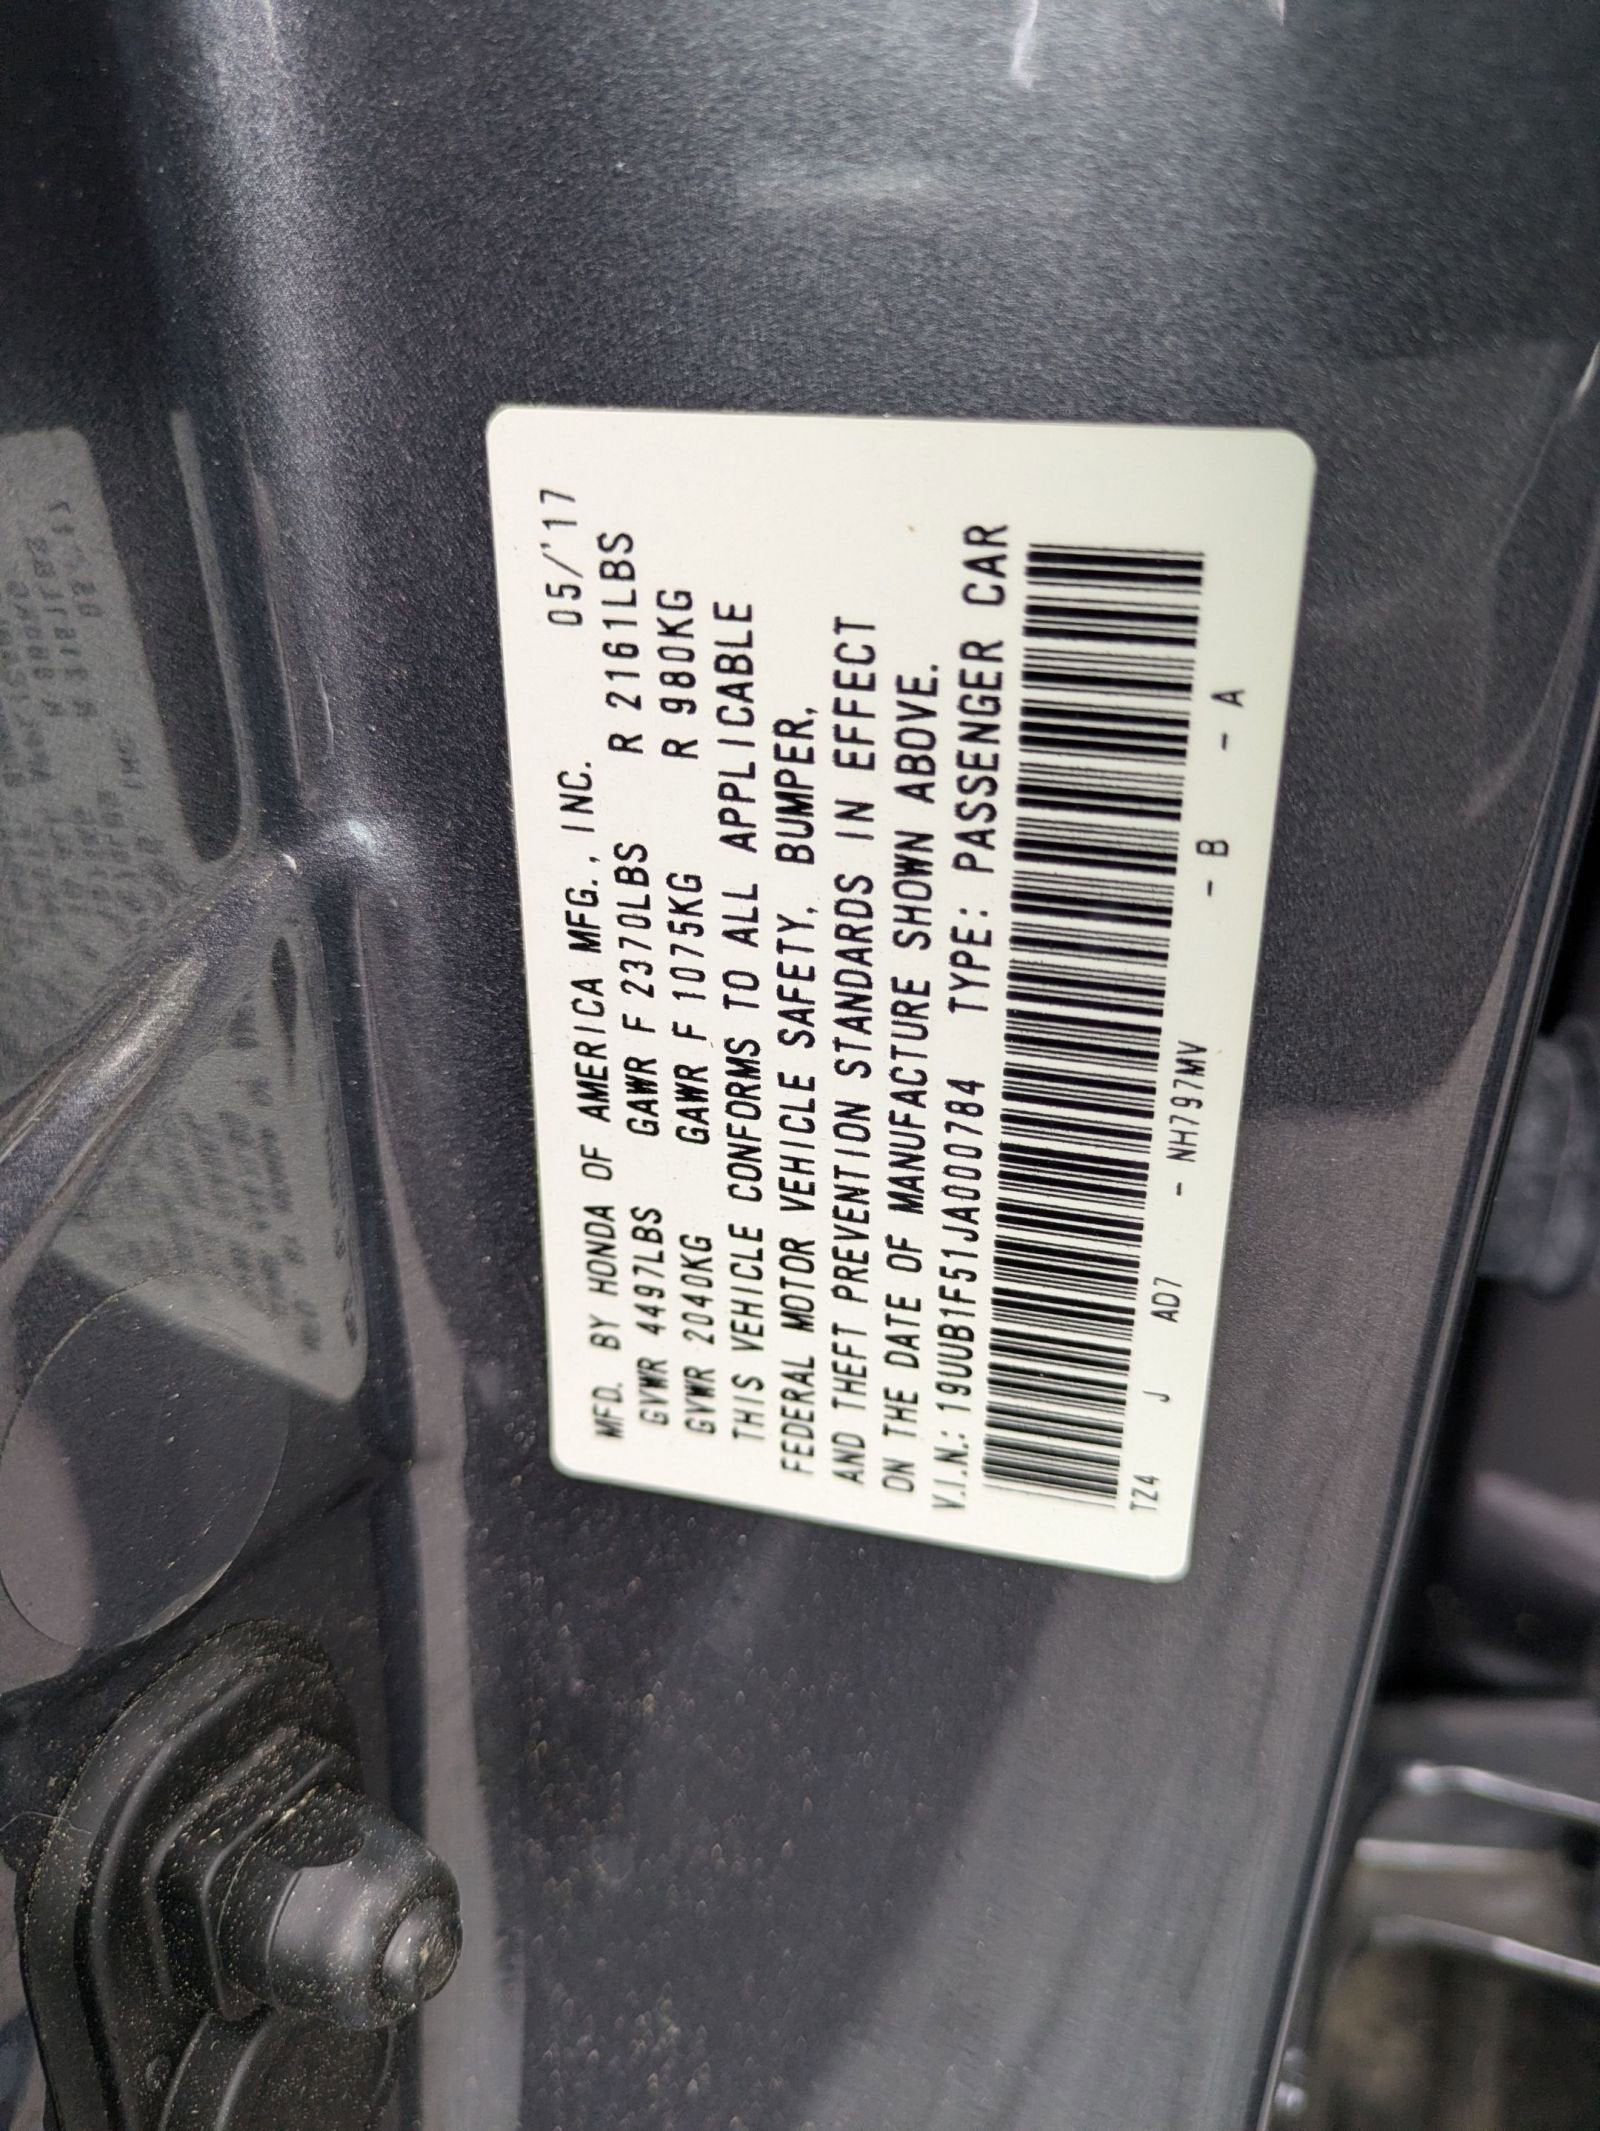 MFD. BY HONDA OF AMERICA MFG., INC. 05/'17
GVWR 4497LBS GAWR F 2370LBS R 2161LBS
GVWR 2040KG GAWR F 1075KG R 980KG
THIS VEHICLE CONFORMS TO ALL APPLICABLE
FEDERAL MOTOR VEHICLE SAFETY, BUMPER,
AND THEFT PREVENTION STANDARDS IN EFFECT
ON THE DATE OF MANUFACTURE SHOWN ABOVE.
V.I.N.: 19UUB1F51JA000784 TYPE: PASSENGER CAR
TZ4 J AD7 - NH797MV - B - A